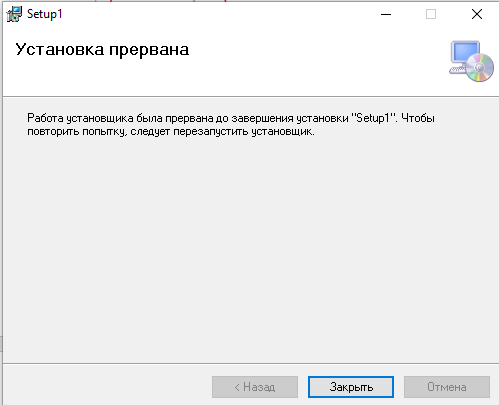 Setup1
Установка прервана
Работа установщика была прервана до завершения установки "Setup1". Чтобы
повторить попытку, следует перезапустить установщик.
< Назад
Закрыть
Отмена